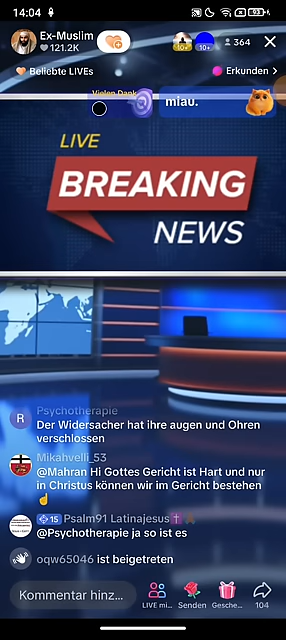 14:04
93
Ex-Muslim
121.2K
10+
10+
364
Beliebte LIVEs
Erkunden
Vielen Dank
miau.
LIVE
BREAKING
NEWS
Psychotherapie
R
Der Widersacher hat ihre augen und Ohren
verschlossen
Mikahvelli_53
@Mahran Hi Gottes Gericht ist Hart und nur
in Christus können wir im Gericht bestehen
☝
15 Psalm91 Latinajesus✝
@Psychotherapie ja so ist es
oqw65046 ist beigetreten
Kommentar hinz...
LIVE mi...
Senden
Gesche...
104